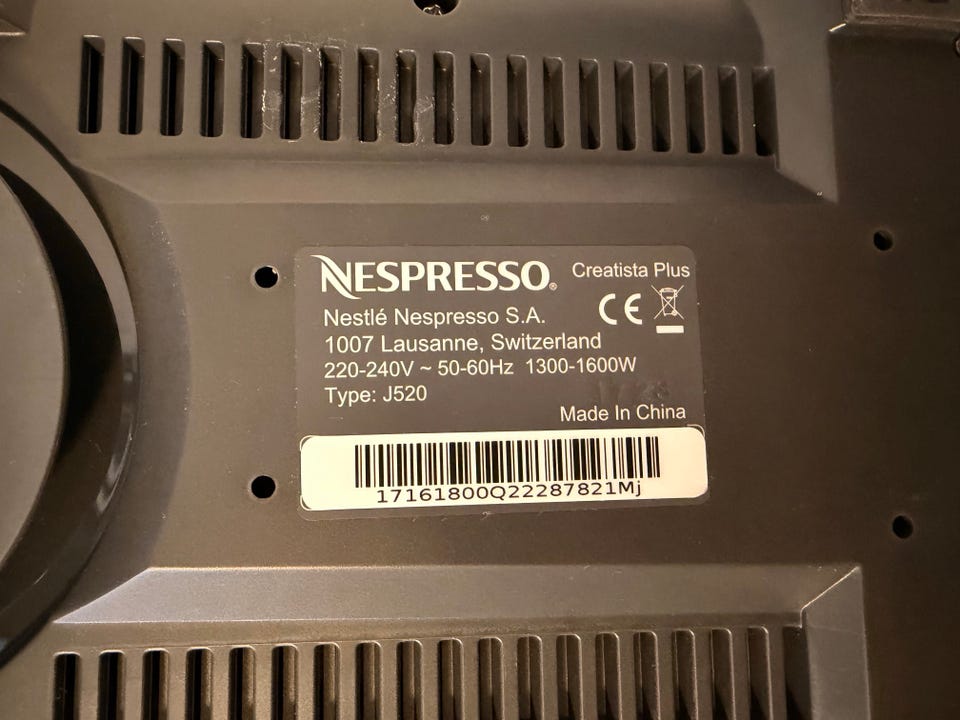 NESPRESSO® Creatista Plus
CE
Nestlé Nespresso S.A.
1007 Lausanne, Switzerland
220-240V ~ 50-60Hz 1300-1600W
Type: J520
Made In China
17161800Q22287821Mj